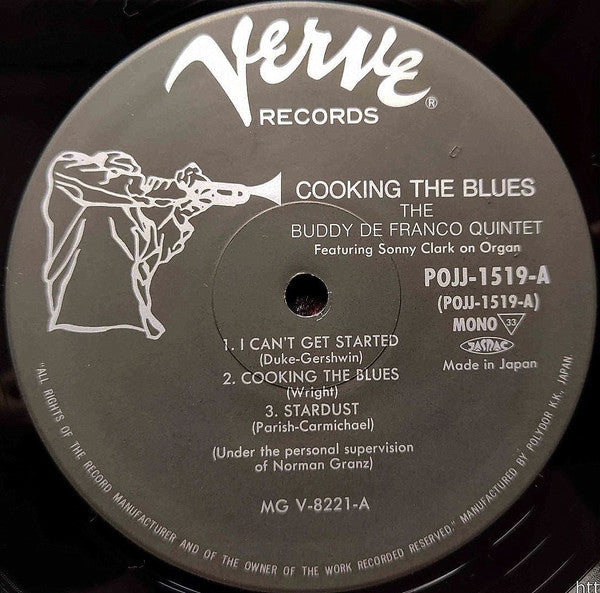 Verve
®
RECORDS
COOKING THE BLUES
THE
BUDDY DE FRANCO QUINTET
Featuring Sonny Clark on Organ
POJJ-1519-A
(POJJ-1519-A)
MONO 33
JASRAC
Made in Japan
1. I CAN'T GET STARTED
(Duke-Gershwin)
2. COOKING THE BLUES
(Wright)
3. STARDUST
(Parish-Carmichael)
(Under the personal supervision
of Norman Granz)
MG V-8221-A
"ALL RIGHTS OF THE RECORD MANUFACTURER AND OF THE OWNER OF THE WORK RECORDED RESERVED." MANUFACTURED BY POLYDOR K.K., JAPAN.
htt